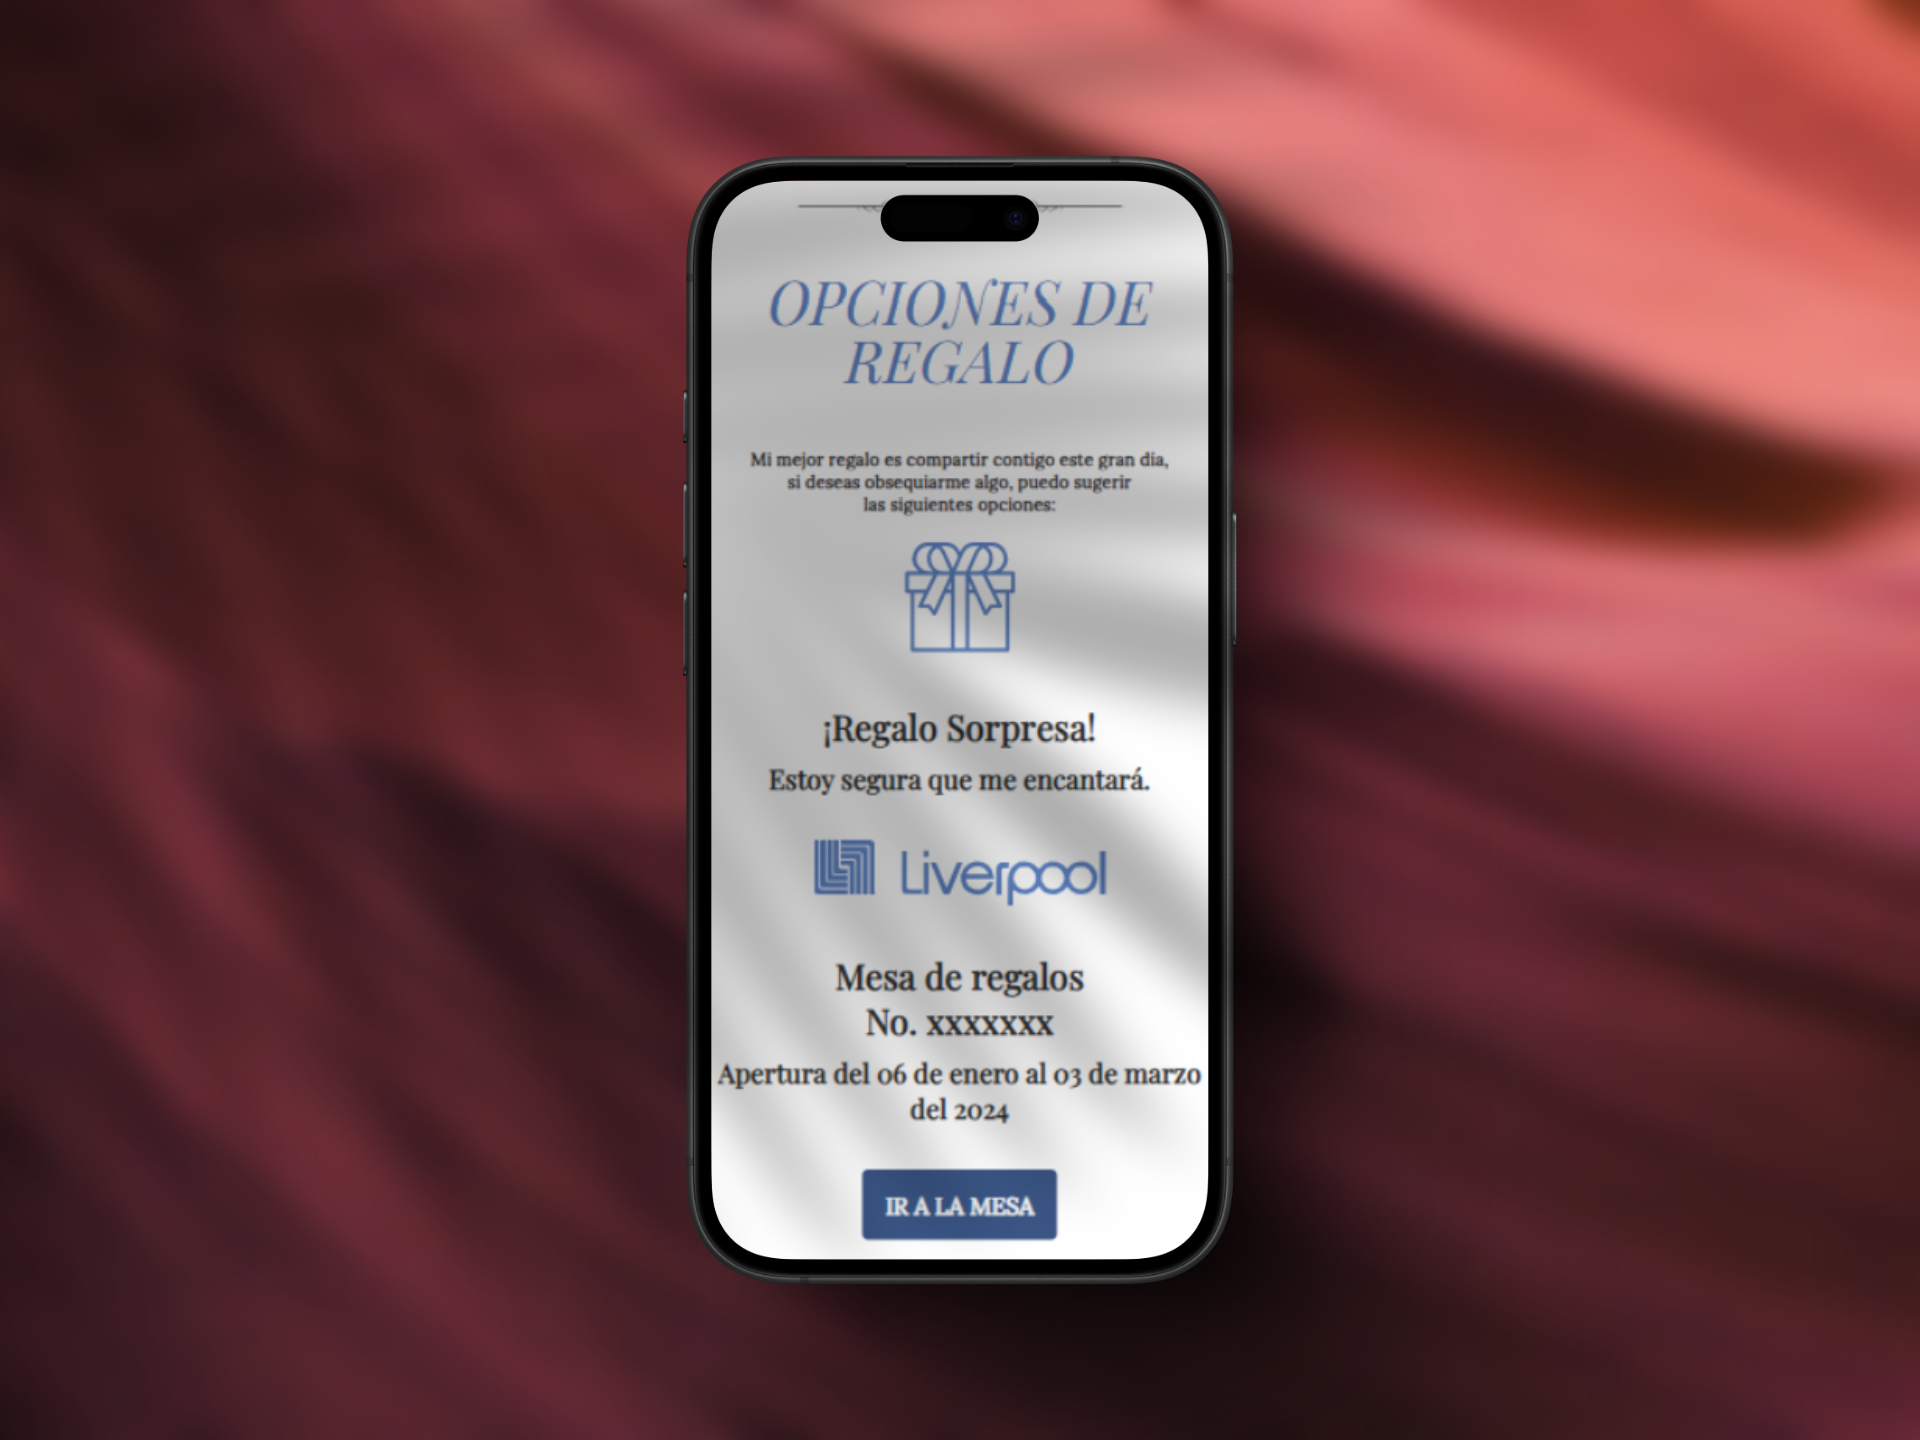 OPCIONES DE
REGALO
Mi mejor regalo es compartir contigo este gran día,
si deseas obsequiarme algo, puedo sugerir
las siguientes opciones:
¡Regalo Sorpresa!
Estoy segura que me encantará.
Liverpool
Mesa de regalos
No. xxxxxxx
Apertura del 06 de enero al 03 de marzo
del 2024
IR A LA MESA